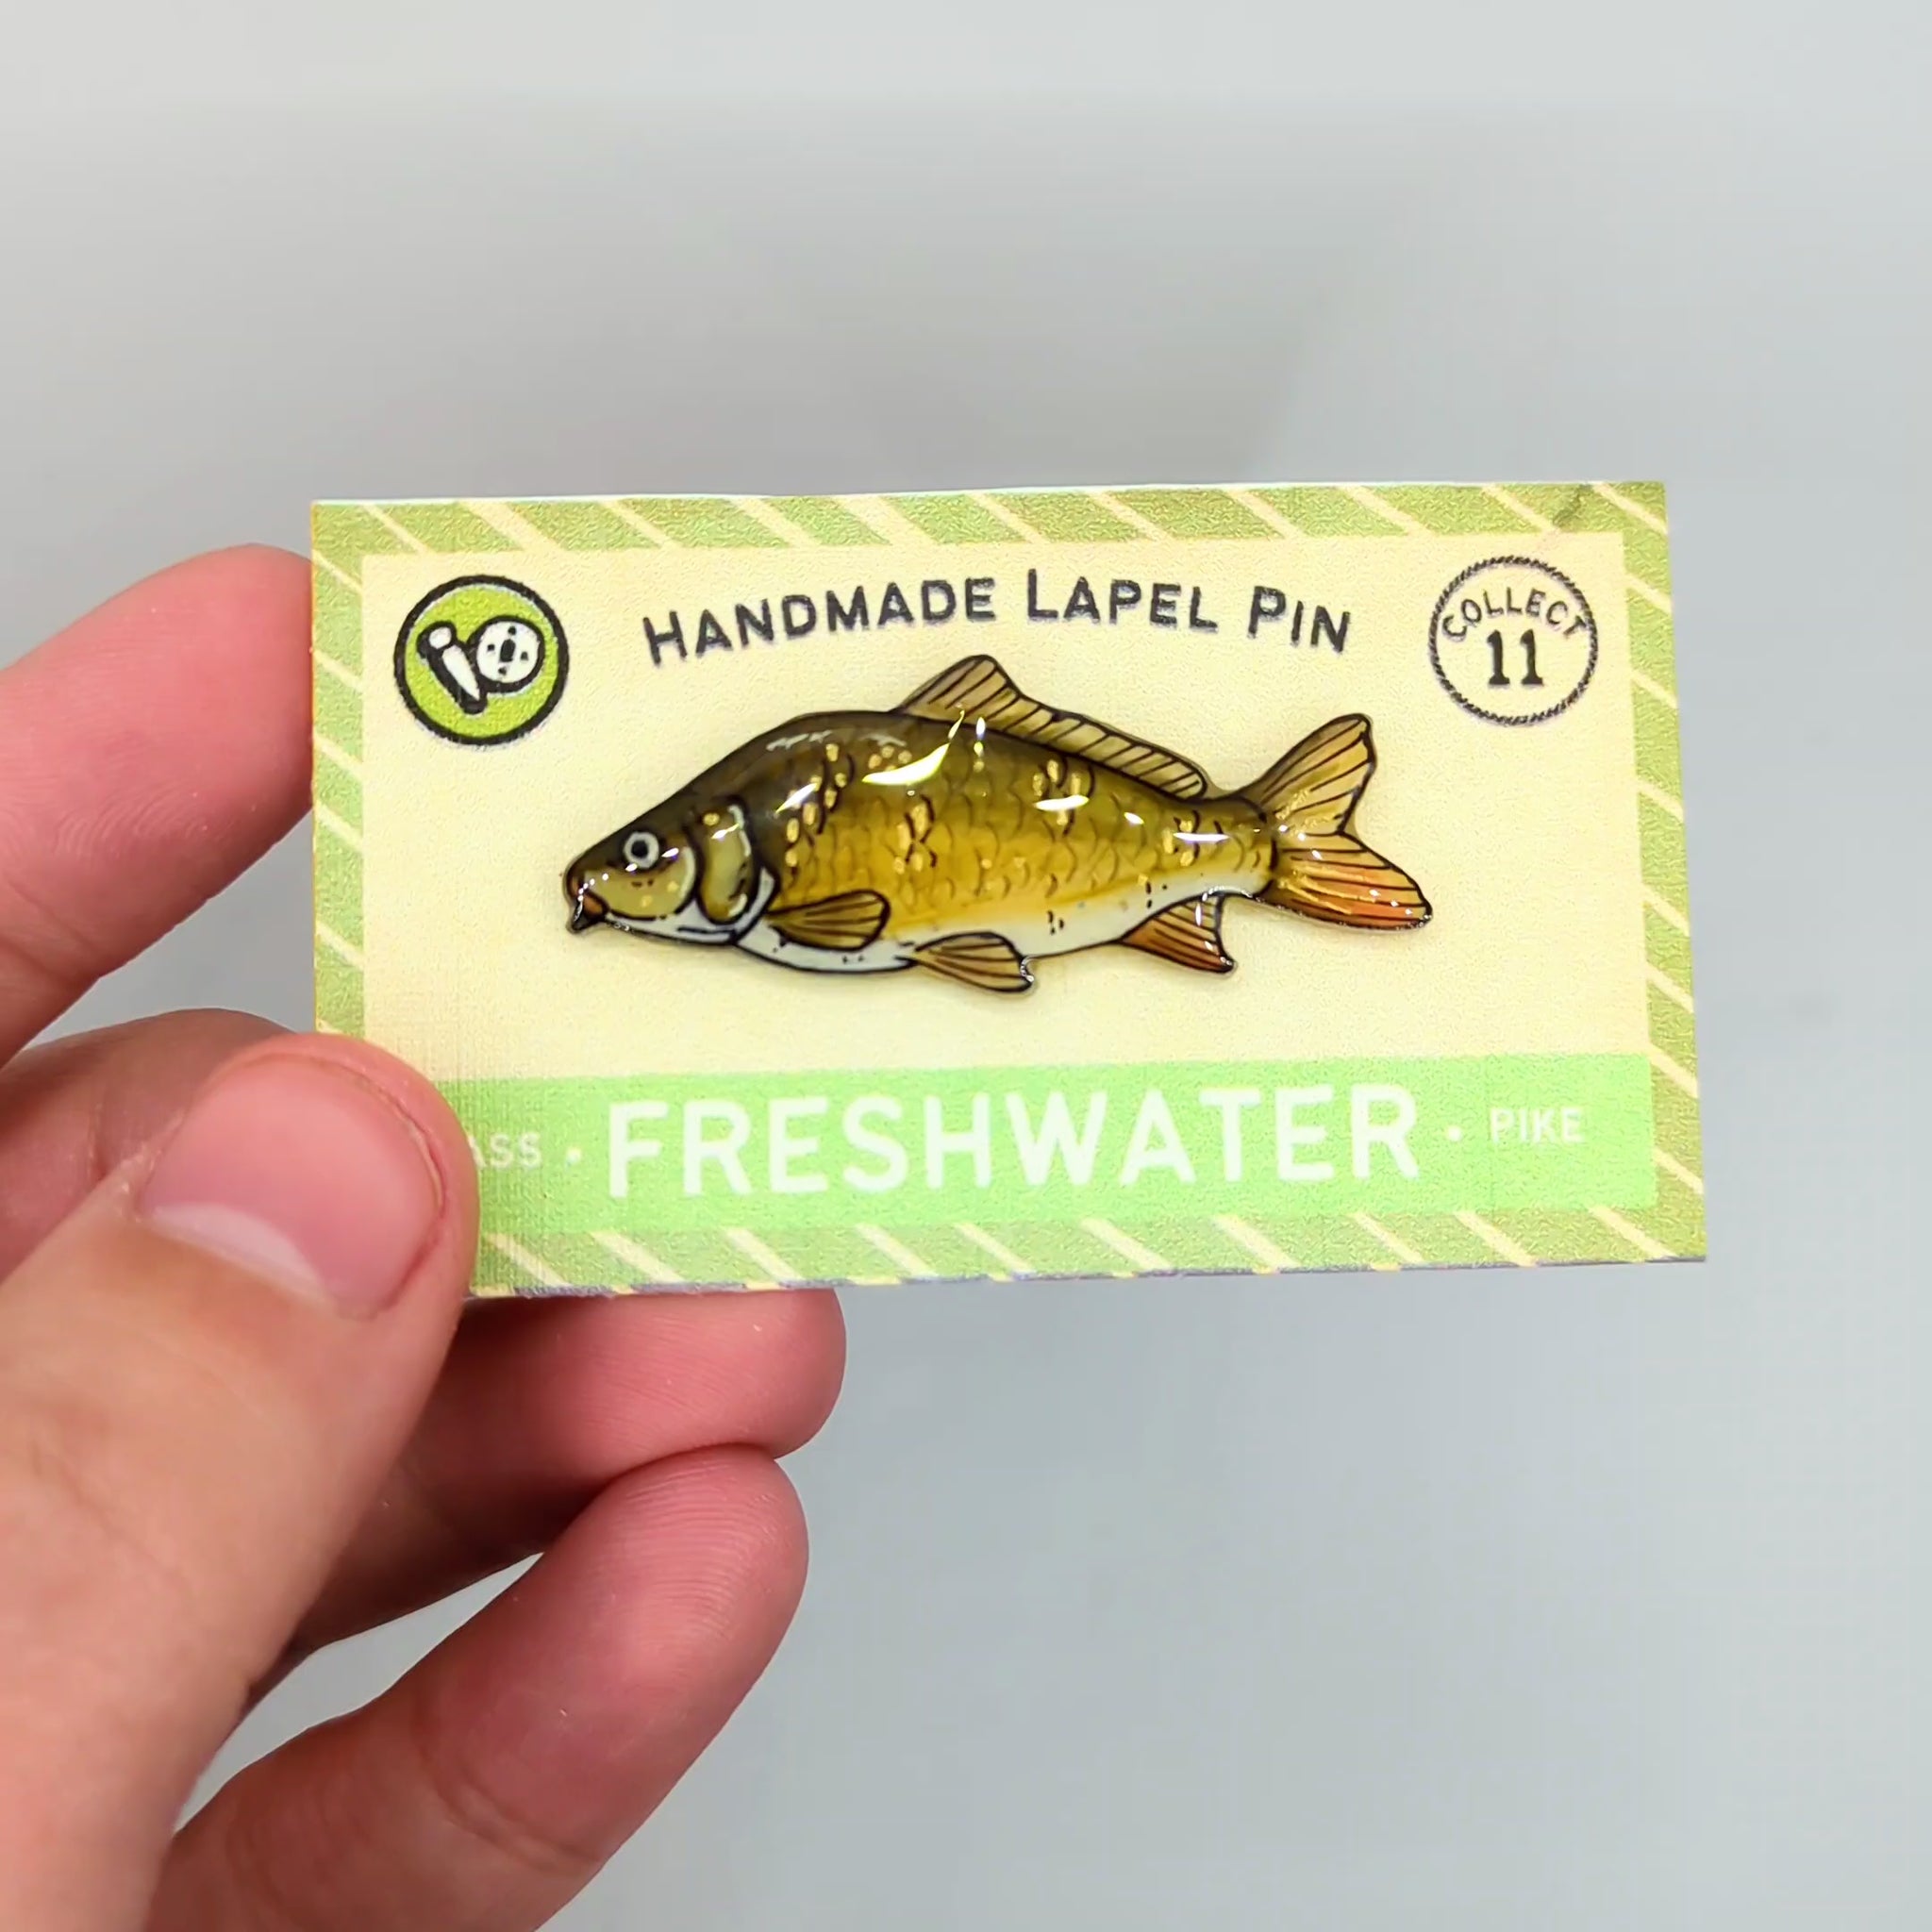 HANDMADE LAPEL PIN
COLLECT
11
FRESHWATER · PIKE